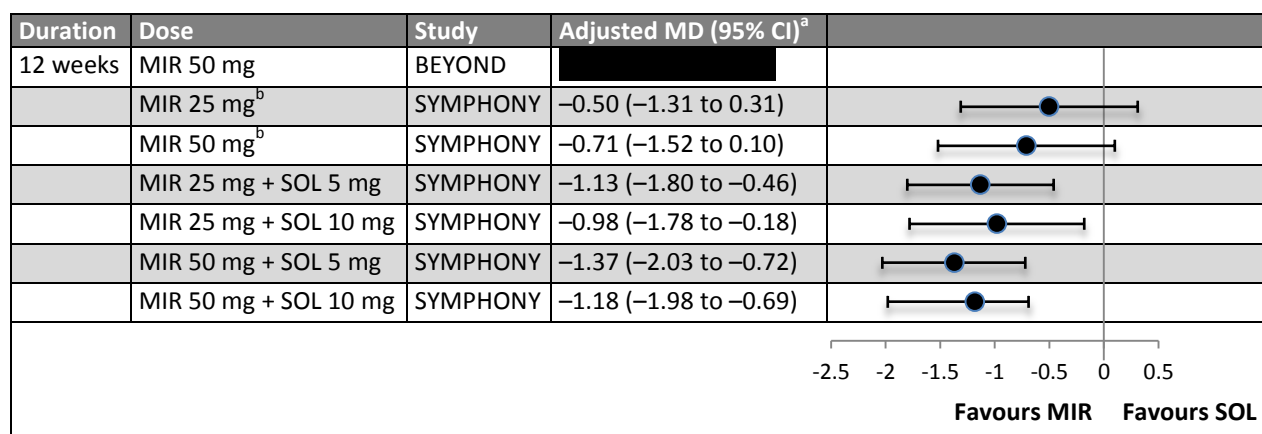 Duration Dose Study Adjusted MD (95% CI)a
12 weeks MIR 50 mg BEYOND
MIR 25 mgb SYMPHONY –0.50 (–1.31 to 0.31)
MIR 50 mgb SYMPHONY –0.71 (–1.52 to 0.10)
MIR 25 mg + SOL 5 mg SYMPHONY –1.13 (–1.80 to –0.46)
MIR 25 mg + SOL 10 mg SYMPHONY –0.98 (–1.78 to –0.18)
MIR 50 mg + SOL 5 mg SYMPHONY –1.37 (–2.03 to –0.72)
MIR 50 mg + SOL 10 mg SYMPHONY –1.18 (–1.98 to –0.69)
-2.5 -2 -1.5 -1 -0.5 0 0.5
Favours MIR Favours SOL